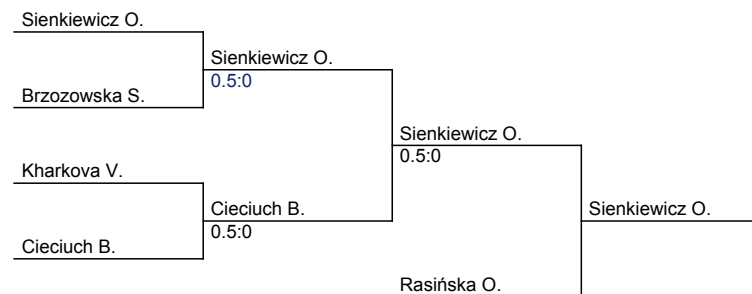 Sienkiewicz O.
Sienkiewicz O.
0.5:0
Brzozowska S.
Sienkiewicz O.
0.5:0
Kharkova V.
Cieciuch B.
0.5:0
Sienkiewicz O.
Cieciuch B.
Rasińska O.